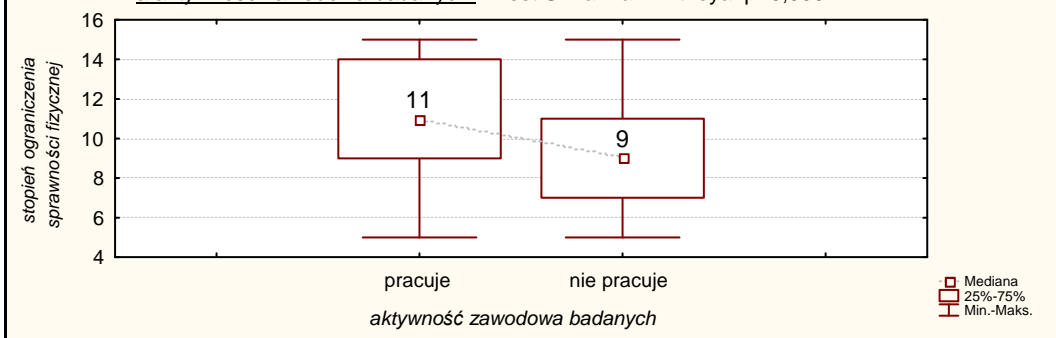 16
14
12
10
8
6
4
stopień ograniczenia
sprawności fizycznej
11
9
pracuje nie pracuje
aktywność zawodowa badanych
Mediana
25%-75%
Min.-Maks.